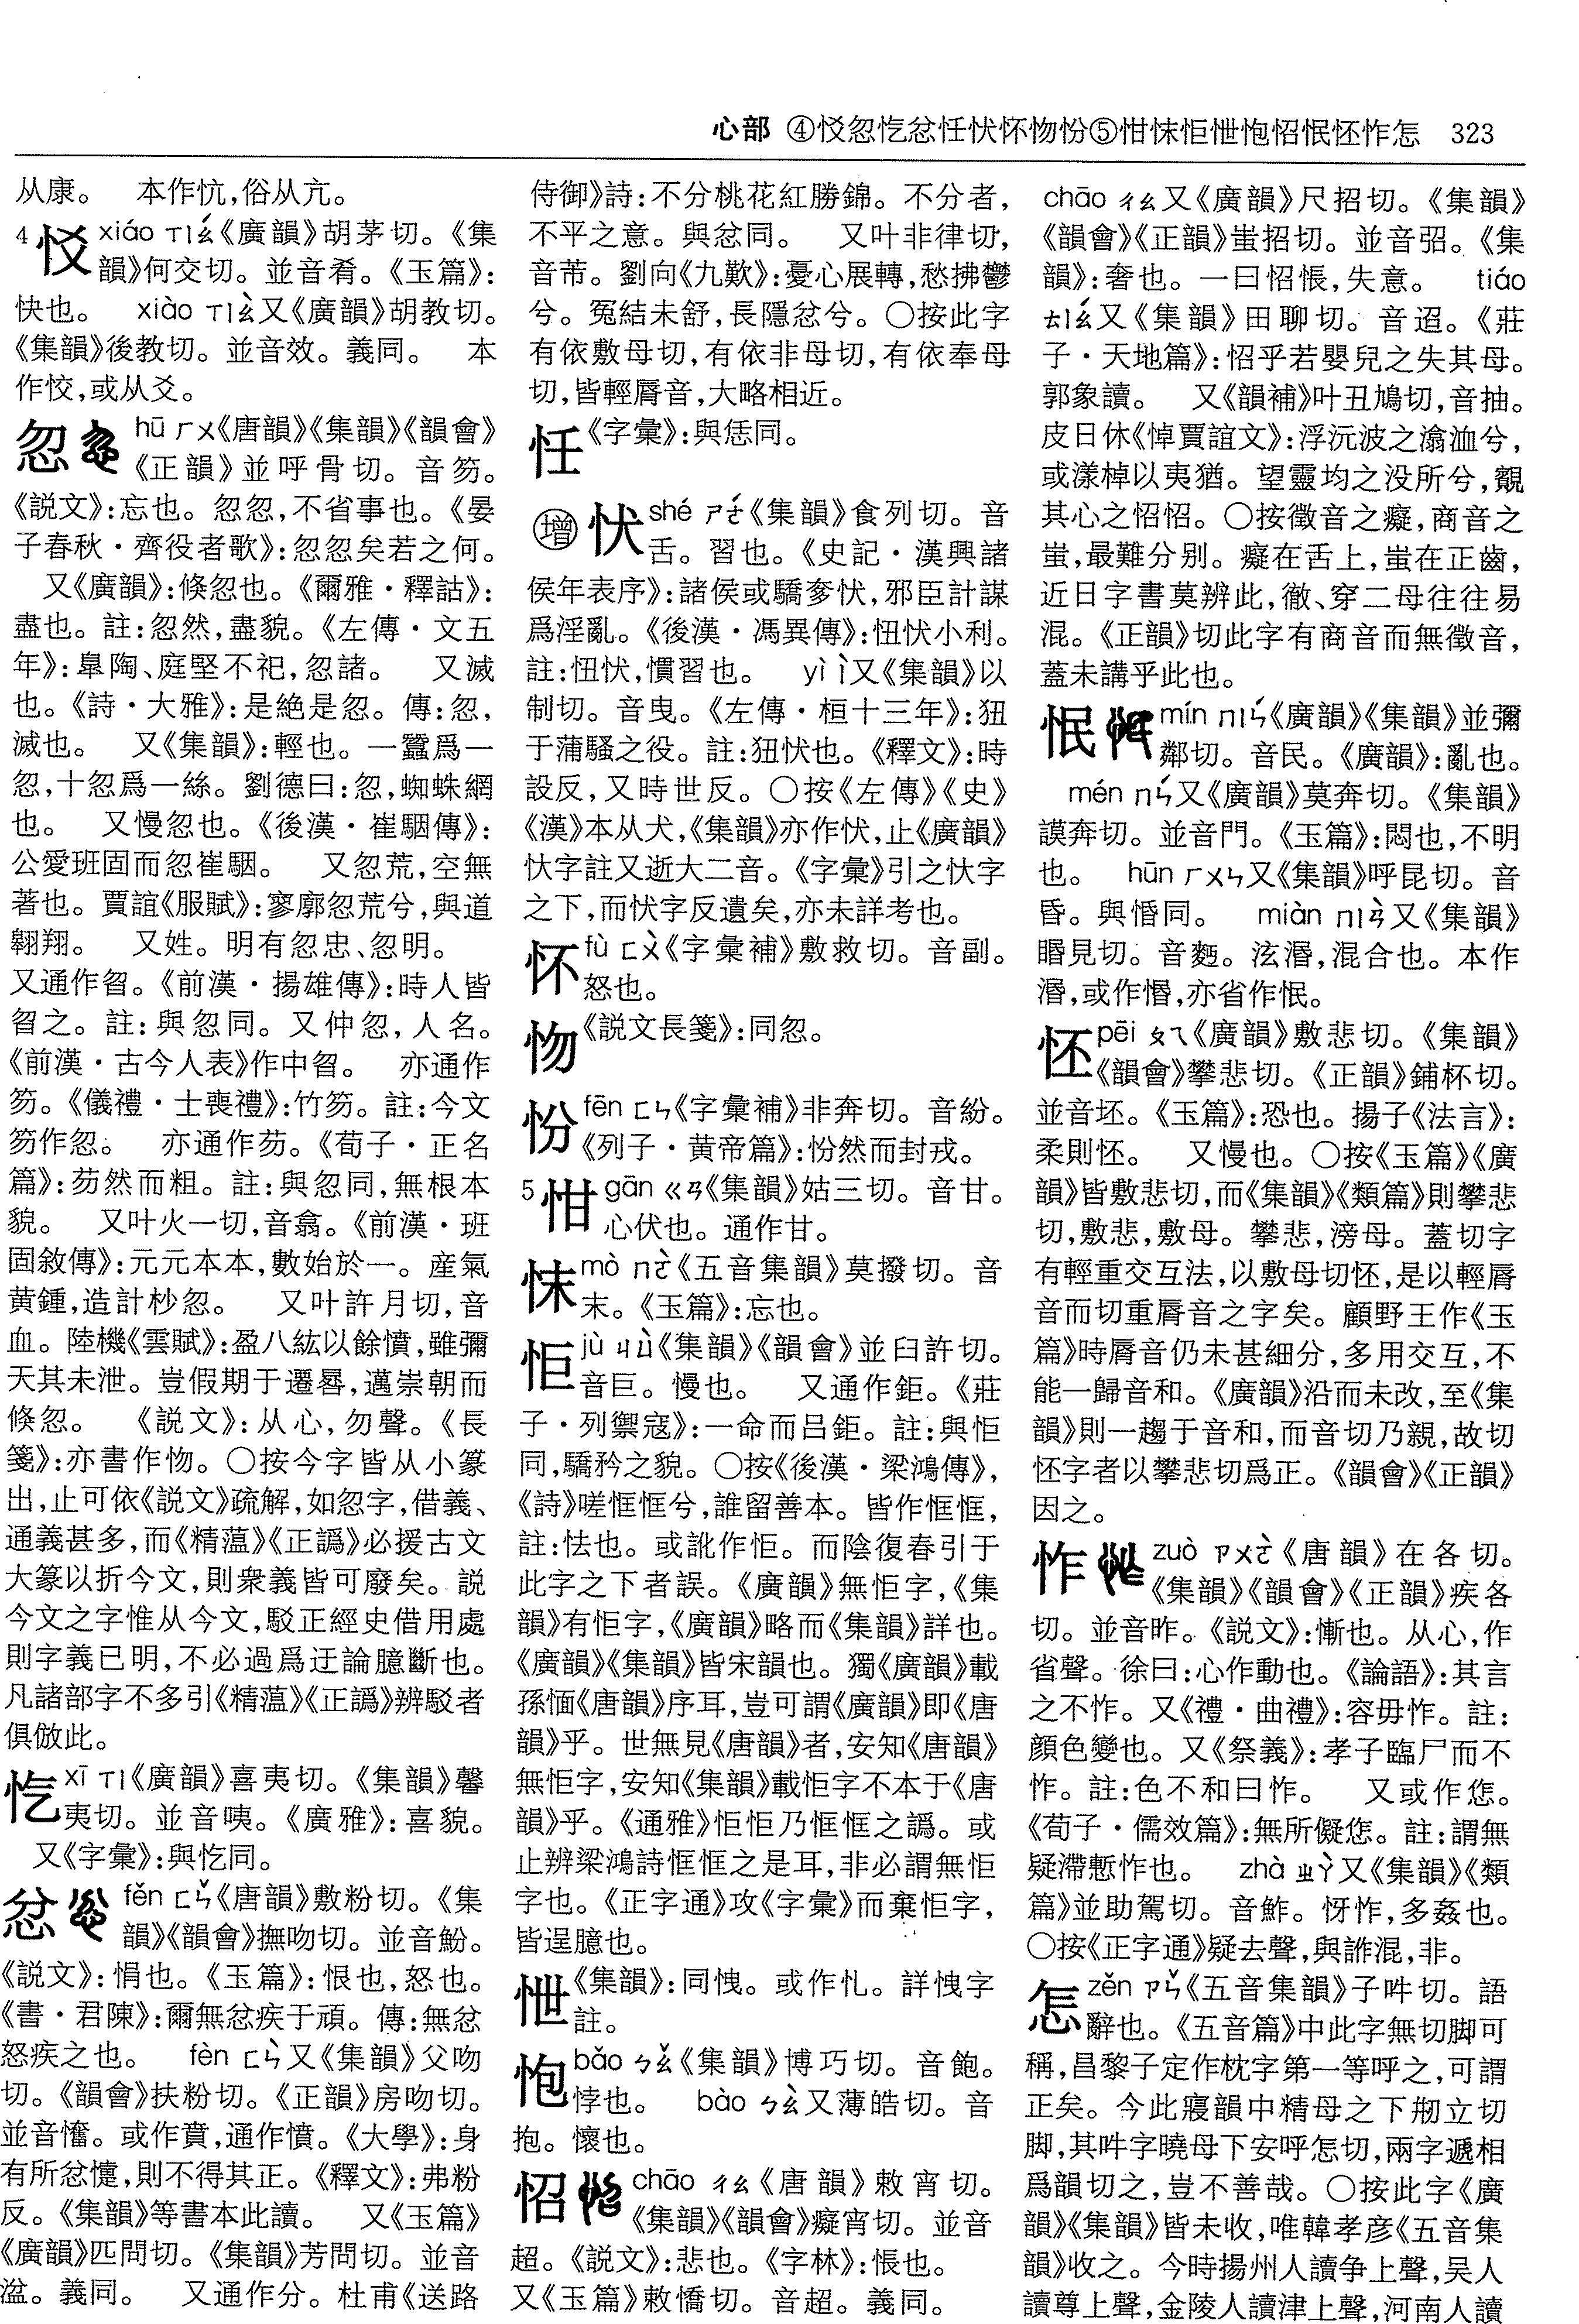 心部 ④㤊忽忔忿忹忕怀忽忿⑤㤌怽怚怈怉怊怋怌怍怎 323
从康。 本作忼,俗从亢。
4 㤊 xiáo ㄒㄧㄠˊ《廣韻》胡茅切。《集
韻》何交切。並音肴。《玉篇》:
快也。 xiào ㄒㄧㄠˋ又《廣韻》胡教切。
《集韻》後教切。並音效。義同。 本
作恔,或从爻。
忽 hū ㄏㄨ《唐韻》《集韻》《韻會》
《正韻》並呼骨切。音笏。
《説文》:忘也。忽忽,不省事也。《晏
子春秋・齊役者歌》:忽忽矣若之何。
又《廣韻》:倏忽也。《爾雅・釋詁》:
盡也。註:忽然,盡貌。《左傳・文五
年》:臯陶、庭堅不祀,忽諸。 又滅
也。《詩・大雅》:是絶是忽。傳:忽,
滅也。 又《集韻》:輕也。一蠶爲一
忽,十忽爲一絲。劉德曰:忽,蜘蛛網
也。 又慢忽也。《後漢・崔駰傳》:
公愛班固而忽崔駰。 又忽荒,空無
著也。賈誼《服賦》:寥廓忽荒兮,與道
翱翔。 又姓。明有忽忠、忽明。
又通作曶。《前漢・揚雄傳》:時人皆
曶之。註:與忽同。又仲忽,人名。
《前漢・古今人表》作中曶。 亦通作
笏。《儀禮・士喪禮》:竹笏。註:今文
笏作忽。 亦通作芴。《荀子・正名
篇》:芴然而粗。註:與忽同,無根本
貌。 又叶火一切,音翕。《前漢・班
固敘傳》:元元本本,數始於一。産氣
黄鍾,造計杪忽。 又叶許月切,音
血。陸機《雲賦》:盈八紘以餘憤,雖彌
天其未泄。豈假期于遷晷,邁崇朝而
倏忽。 《説文》:从心,勿聲。《長
箋》:亦書作忽。〇按今字皆从小篆
出,止可依《説文》疏解,如忽字,借義、
通義甚多,而《精薀》《正譌》必援古文
大篆以折今文,則衆義皆可廢矣。説
今文之字惟从今文,駁正經史借用處
則字義已明,不必過爲迂論臆斷也。
凡諸部字不多引《精薀》《正譌》辨駁者
俱倣此。
忔 xī ㄒㄧ《廣韻》喜夷切。《集韻》馨
夷切。並音咦。《廣雅》:喜貌。
又《字彙》:與忔同。
忿 fěn ㄈㄣˇ《唐韻》敷粉切。《集
韻》《韻會》撫吻切。並音魵。
《説文》:悁也。《玉篇》:恨也,怒也。
《書・君陳》:爾無忿疾于頑。傳:無忿
怒疾之也。 fèn ㄈㄣˋ又《集韻》父吻
切。《韻會》扶粉切。《正韻》房吻切。
並音憤。或作賁,通作憤。《大學》:身
有所忿懥,則不得其正。《釋文》:弗粉
反。《集韻》等書本此讀。 又《玉篇》
《廣韻》匹問切。《集韻》芳問切。並音
湓。義同。 又通作分。杜甫《送路
侍御》詩:不分桃花紅勝錦。不分者,
不平之意。與忿同。 又叶非律切,
音芾。劉向《九歎》:憂心展轉,愁拂鬱
兮。冤結未舒,長隱忿兮。〇按此字
有依敷母切,有依非母切,有依奉母
切,皆輕脣音,大略相近。
㤛《字彙》:與恁同。
增 忕 shé ㄕㄜˊ《集韻》食列切。音
舌。習也。《史記・漢興諸
侯年表序》:諸侯或驕奓忕,邪臣計謀
爲淫亂。《後漢・馮異傳》:忸忕小利。
註:忸忕,慣習也。 yì ㄧˋ又《集韻》以
制切。音曳。《左傳・桓十三年》:狃
于蒲騷之役。註:狃忕也。《釋文》:時
設反,又時世反。〇按《左傳》《史》
《漢》本从犬,《集韻》亦作忕,止《廣韻》
忕字註又逝大二音。《字彙》引之忕字
之下,而忕字反遺矣,亦未詳考也。
怀 fù ㄈㄨˋ《字彙補》敷救切。音副。
怒也。
《説文長箋》:同忽。
fēn ㄈㄣ《字彙補》非奔切。音紛。
《列子・黄帝篇》:忿然而封戎。
5 gān ㄍㄢ《集韻》姑三切。音甘。
心伏也。通作甘。
怽 mò ㄇㄛˋ《五音集韻》莫撥切。音
末。《玉篇》:忘也。
怚 jù ㄐㄩˋ《集韻》《韻會》並臼許切。
音巨。慢也。 又通作鉅。《莊
子・列禦寇》:一命而吕鉅。註:與怚
同,驕矜之貌。〇按《後漢・梁鴻傳》,
《詩》嗟恇恇兮,誰留善本。皆作恇恇,
註:怯也。或訛作怚。而陰復春引于
此字之下者誤。《廣韻》無怚字,《集
韻》有怚字,《廣韻》略而《集韻》詳也。
《廣韻》《集韻》皆宋韻也。獨《廣韻》載
孫愐《唐韻》序耳,豈可謂《廣韻》即《唐
韻》乎。世無見《唐韻》者,安知《唐韻》
無怚字,安知《集韻》載怚字不本于《唐
韻》乎。《通雅》怚怚乃恇恇之譌。或
止辨梁鴻詩恇恇之是耳,非必謂無怚
字也。《正字通》攻《字彙》而棄怚字,
皆逞臆也。
怈《集韻》:同愧。或作忚。詳愧字
註。
怉 bǎo ㄅㄠˇ《集韻》博巧切。音飽。
悖也。 bào ㄅㄠˋ又薄皓切。音
抱。懷也。
怊 chāo ㄔㄠ《唐韻》敕宵切。
《集韻》《韻會》癡宵切。並音
超。《説文》:悲也。《字林》:悵也。
又《玉篇》敕憍切。音超。義同。
chāo ㄔㄠ又《廣韻》尺招切。《集韻》
《韻會》《正韻》蚩招切。並音弨。《集
韻》:奢也。一曰怊悵,失意。 tiáo
ㄊㄧㄠˊ又《集韻》田聊切。音迢。《莊
子・天地篇》:怊乎若嬰兒之失其母。
郭象讀。 又《韻補》叶丑鳩切,音抽。
皮日休《悼賈誼文》:浮沅波之潝洫兮,
或漾棹以夷猶。望靈均之没所兮,覿
其心之怊怊。〇按徵音之癡,商音之
蚩,最難分别。癡在舌上,蚩在正齒,
近日字書莫辨此,徹、穿二母往往易
混。《正韻》切此字有商音而無徵音,
蓋未講乎此也。
怋 mín ㄇㄧㄣˊ《廣韻》《集韻》並彌
鄰切。音民。《廣韻》:亂也。
mén ㄇㄣˊ又《廣韻》莫奔切。《集韻》
謨奔切。並音門。《玉篇》:悶也,不明
也。 hūn ㄏㄨㄣ又《集韻》呼昆切。音
昏。與惛同。 miàn ㄇㄧㄢˋ又《集韻》
睯見切。音麪。泫湣,混合也。本作
湣,或作惽,亦省作怋。
怌 pēi ㄆㄟ《廣韻》敷悲切。《集韻》
《韻會》攀悲切。《正韻》鋪杯切。
並音坯。《玉篇》:恐也。揚子《法言》:
柔則怌。 又慢也。〇按《玉篇》《廣
韻》皆敷悲切,而《集韻》《類篇》則攀悲
切,敷悲,敷母。攀悲,滂母。蓋切字
有輕重交互法,以敷母切怌,是以輕脣
音而切重脣音之字矣。顧野王作《玉
篇》時脣音仍未甚細分,多用交互,不
能一歸音和。《廣韻》沿而未改,至《集
韻》則一趨于音和,而音切乃親,故切
怌字者以攀悲切爲正。《韻會》《正韻》
因之。
怍 zuò ㄗㄨㄛˋ《唐韻》在各切。
《集韻》《韻會》《正韻》疾各
切。並音昨。《説文》:慚也。从心,作
省聲。徐曰:心作動也。《論語》:其言
之不怍。又《禮・曲禮》:容毋怍。註:
顔色變也。又《祭義》:孝子臨尸而不
怍。註:色不和曰怍。 又或作㤰。
《荀子・儒效篇》:無所儗㤰。註:謂無
疑滯慙怍也。 zhà ㄓㄚˋ又《集韻》《類
篇》並助駕切。音鮓。㤉怍,多姦也。
〇按《正字通》疑去聲,與詐混,非。
怎 zěn ㄗㄣˇ《五音集韻》子吽切。語
辭也。《五音篇》中此字無切脚可
稱,昌黎子定作枕字第一等呼之,可謂
正矣。今此寢韻中精母之下刱立切
脚,其吽字曉母下安呼怎切,兩字遞相
爲韻切之,豈不善哉。〇按此字《廣
韻》《集韻》皆未收,唯韓孝彦《五音集
韻》收之。今時揚州人讀争上聲,吴人
讀尊上聲,金陵人讀津上聲,河南人讀